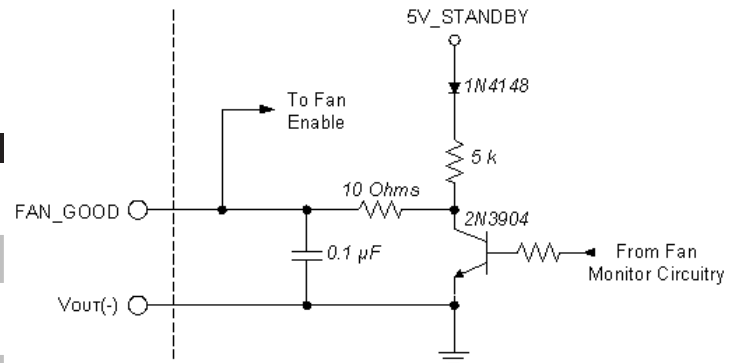 5V_STANDBY
1N4148
To Fan
Enable
5 k
10 Ohms
FAN_GOOD
2N3904
0.1 µF
From Fan
Monitor Circuitry
VOUT(-)